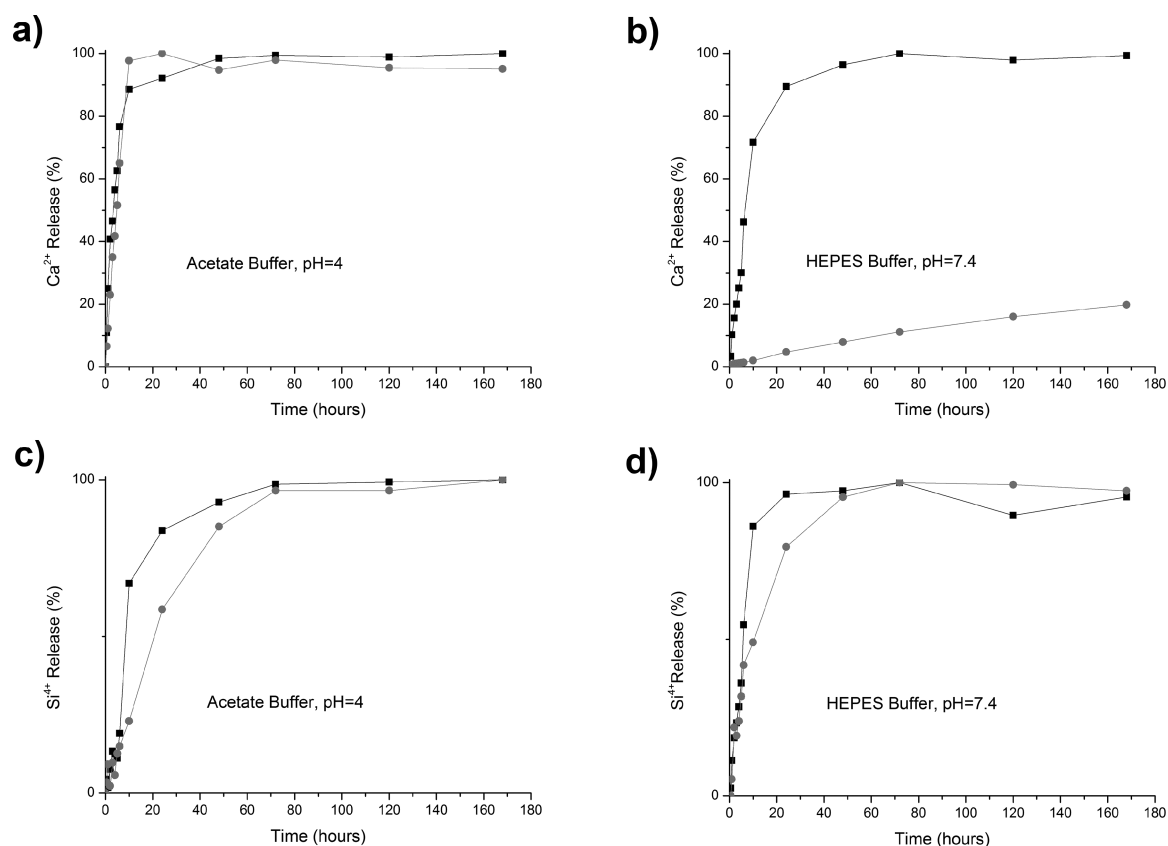 a)
100
80
60
40
20
0
Ca²⁺ Release (%)
Acetate Buffer, pH=4
0 20 40 60 80 100 120 140 160 180
Time (hours)
b)
100
80
60
40
20
0
Ca²⁺ Release (%)
HEPES Buffer, pH=7.4
0 20 40 60 80 100 120 140 160 180
Time (hours)
c)
100
0
Si⁴⁺ Release (%)
Acetate Buffer, pH=4
0 20 40 60 80 100 120 140 160 180
Time (hours)
d)
100
0
Si⁴⁺Release (%)
HEPES Buffer, pH=7.4
0 20 40 60 80 100 120 140 160 180
Time (hours)